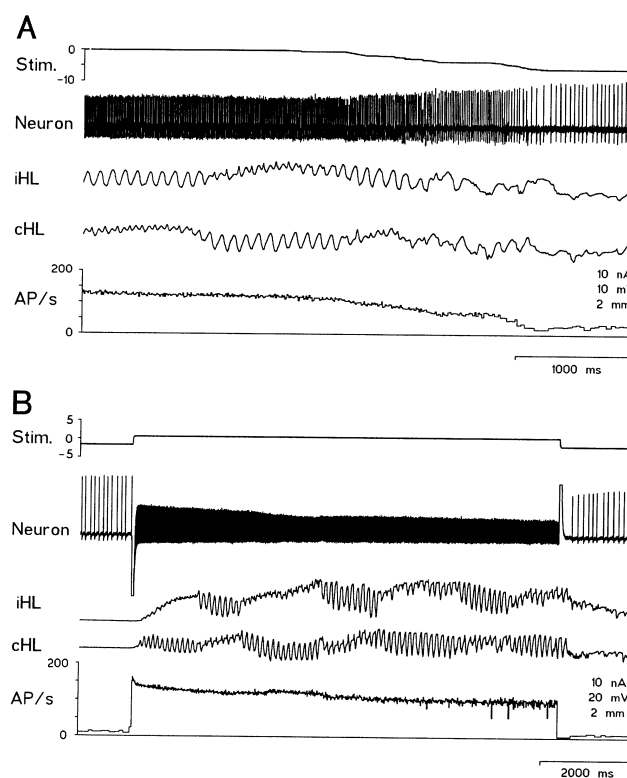 A
0
Stim.
-10
Neuron
iHL
cHL
200
AP/s
0
10 nA
10 m
2 mm
1000 ms
B
5
Stim. 0
-5
Neuron
iHL
cHL
200
AP/s
0
10 nA
20 mV
2 mm
2000 ms